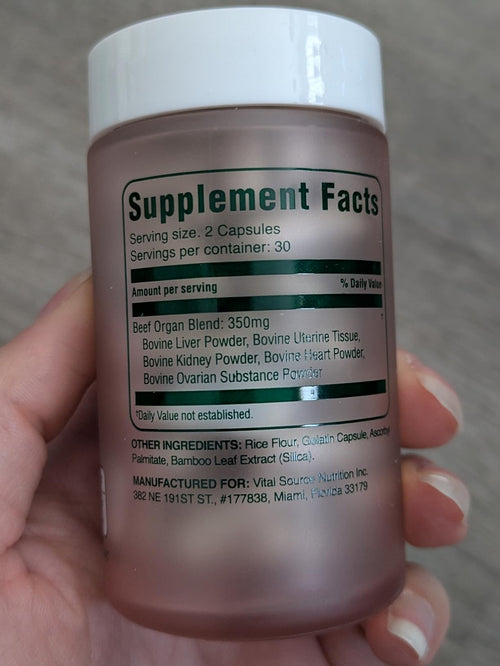 Supplement Facts
Serving size. 2 Capsules
Servings per container: 30
Amount per serving % Daily Value
Beef Organ Blend: 350mg †
Bovine Liver Powder, Bovine Uterine Tissue,
Bovine Kidney Powder, Bovine Heart Powder,
Bovine Ovarian Substance Powder
†Daily Value not established.
OTHER INGREDIENTS: Rice Flour, Gelatin Capsule, Ascorbyl
Palmitate, Bamboo Leaf Extract (Silica).
MANUFACTURED FOR: Vital Source Nutrition Inc.
382 NE 191ST ST., #177838, Miami, Florida 33179